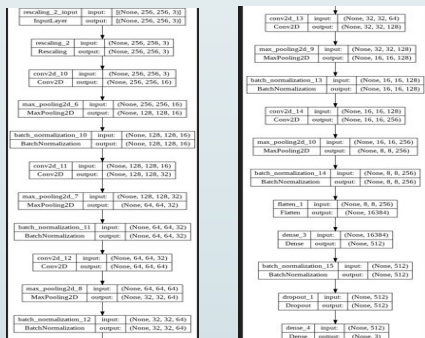 rescaling_2_input input: [(None, 256, 256, 3)]
InputLayer output: [(None, 256, 256, 3)]
rescaling_2 input: (None, 256, 256, 3)
Rescaling output: (None, 256, 256, 3)
conv2d_10 input: (None, 256, 256, 3)
Conv2D output: (None, 256, 256, 16)
max_pooling2d_6 input: (None, 256, 256, 16)
MaxPooling2D output: (None, 128, 128, 16)
batch_normalization_10 input: (None, 128, 128, 16)
BatchNormalization output: (None, 128, 128, 16)
conv2d_11 input: (None, 128, 128, 16)
Conv2D output: (None, 128, 128, 32)
max_pooling2d_7 input: (None, 128, 128, 32)
MaxPooling2D output: (None, 64, 64, 32)
batch_normalization_11 input: (None, 64, 64, 32)
BatchNormalization output: (None, 64, 64, 32)
conv2d_12 input: (None, 64, 64, 32)
Conv2D output: (None, 64, 64, 64)
max_pooling2d_8 input: (None, 64, 64, 64)
MaxPooling2D output: (None, 32, 32, 64)
batch_normalization_12 input: (None, 32, 32, 64)
BatchNormalization output: (None, 32, 32, 64)
conv2d_13 input: (None, 32, 32, 64)
Conv2D output: (None, 32, 32, 128)
max_pooling2d_9 input: (None, 32, 32, 128)
MaxPooling2D output: (None, 16, 16, 128)
batch_normalization_13 input: (None, 16, 16, 128)
BatchNormalization output: (None, 16, 16, 128)
conv2d_14 input: (None, 16, 16, 128)
Conv2D output: (None, 16, 16, 256)
max_pooling2d_10 input: (None, 16, 16, 256)
MaxPooling2D output: (None, 8, 8, 256)
batch_normalization_14 input: (None, 8, 8, 256)
BatchNormalization output: (None, 8, 8, 256)
flatten_1 input: (None, 8, 8, 256)
Flatten output: (None, 16384)
dense_3 input: (None, 16384)
Dense output: (None, 512)
batch_normalization_15 input: (None, 512)
BatchNormalization output: (None, 512)
dropout_1 input: (None, 512)
Dropout output: (None, 512)
dense_4 input: (None, 512)
Dense output: (None, 3)